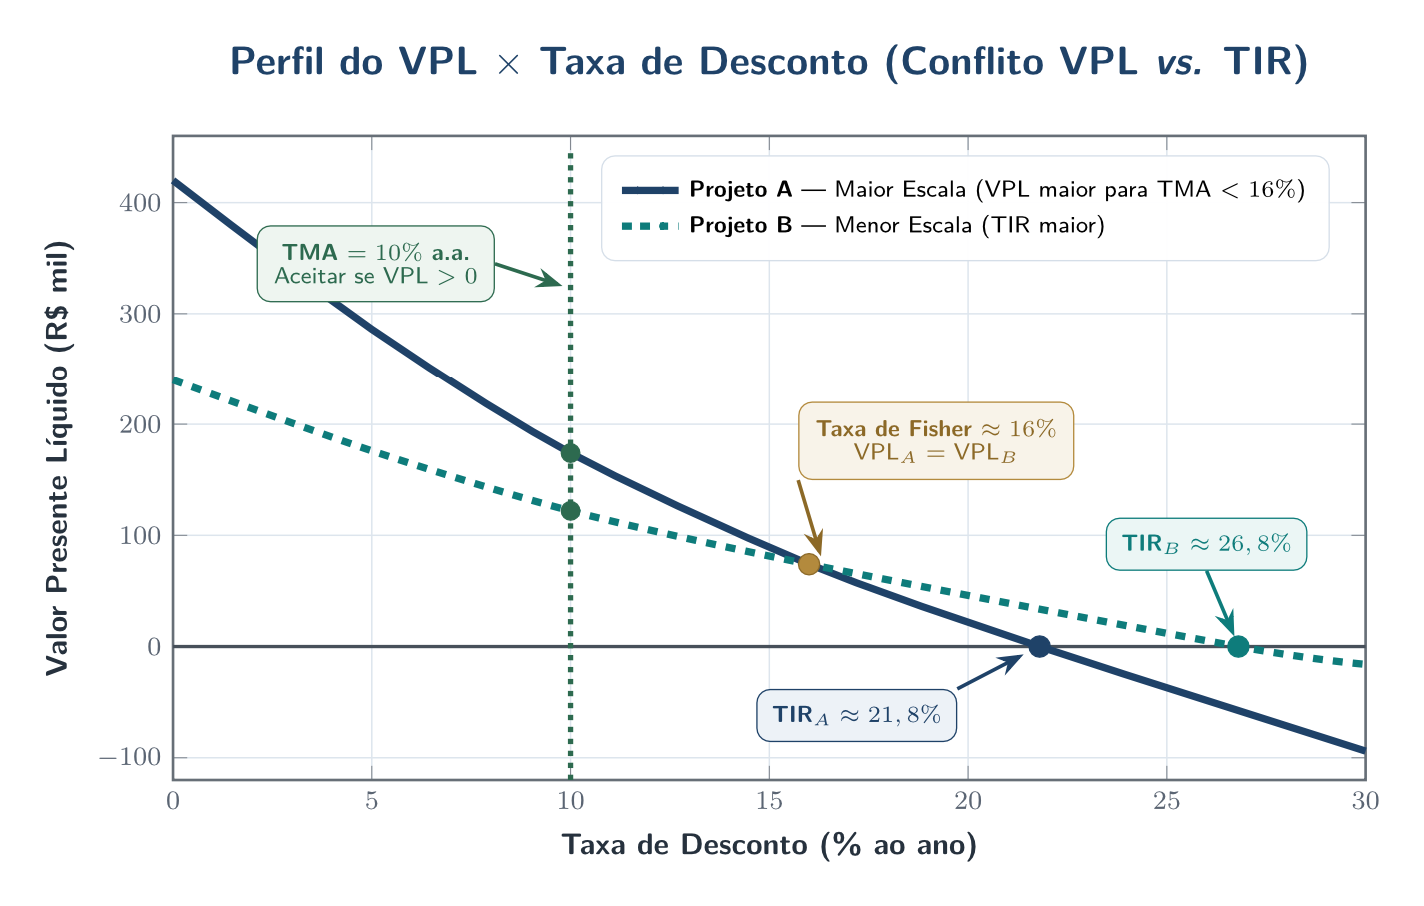 Perfil do VPL × Taxa de Desconto (Conflito VPL vs. TIR)
Valor Presente Líquido (R$ mil)
400
300
200
100
0
−100
TMA = 10% a.a.
Aceitar se VPL > 0
Projeto A — Maior Escala (VPL maior para TMA < 16%)
Projeto B — Menor Escala (TIR maior)
Taxa de Fisher ≈ 16%
VPL_A = VPL_B
TIR_B ≈ 26, 8%
TIR_A ≈ 21, 8%
0 5 10 15 20 25 30
Taxa de Desconto (% ao ano)